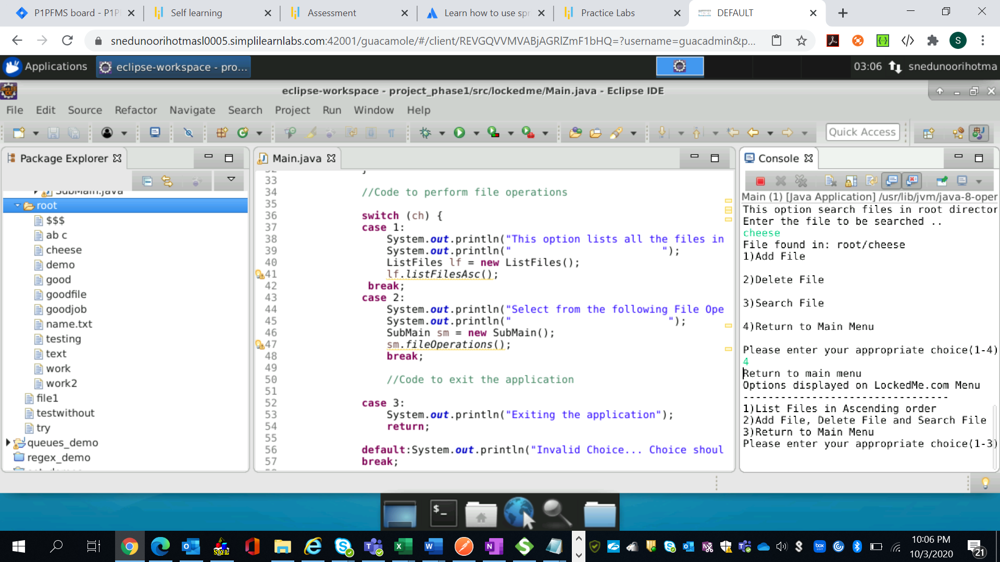 P1PFMS board - P1P
Self learning
Assessment
Learn how to use spr
Practice Labs
DEFAULT
snedunoorihotmasl0005.simplilearnlabs.com:42001/guacamole/#/client/REVGQVVMVABjAGRlZmF1bHQ=?username=guacadmin&p...
S
Applications
eclipse-workspace - pro...
03:06
snedunoorihotma
eclipse-workspace - project_phase1/src/lockedme/Main.java - Eclipse IDE
File Edit Source Refactor Navigate Search Project Run Window Help
Quick Access
Package Explorer
SubMain.java
root
$$$
ab c
cheese
demo
good
goodfile
goodjob
name.txt
testing
text
work
work2
file1
testwithout
try
queues_demo
regex_demo
Main.java
32 }
33
34 //Code to perform file operations
35
36 switch (ch) {
37 case 1:
38 System.out.println("This option lists all the files in
39 System.out.println("                        ");
40 ListFiles lf = new ListFiles();
41 lf.listFilesAsc();
42 break;
43 case 2:
44 System.out.println("Select from the following File Ope
45 System.out.println("                         ");
46 SubMain sm = new SubMain();
47 sm.fileOperations();
48 break;
49
50 //Code to exit the application
51
52 case 3:
53 System.out.println("Exiting the application");
54 return;
55
56 default:System.out.println("Invalid Choice... Choice shoul
57 break;
Console
Main (1) [Java Application] /usr/lib/jvm/java-8-oper
This option search files in root director
Enter the file to be searched ..
cheese
File found in: root/cheese
1)Add File
2)Delete File
3)Search File
4)Return to Main Menu
Please enter your appropriate choice(1-4)
4
Return to main menu
Options displayed on LockedMe.com Menu
---------------------------------
1)List Files in Ascending order
2)Add File, Delete File and Search File
3)Return to Main Menu
Please enter your appropriate choice(1-3)
10:06 PM
10/3/2020
21